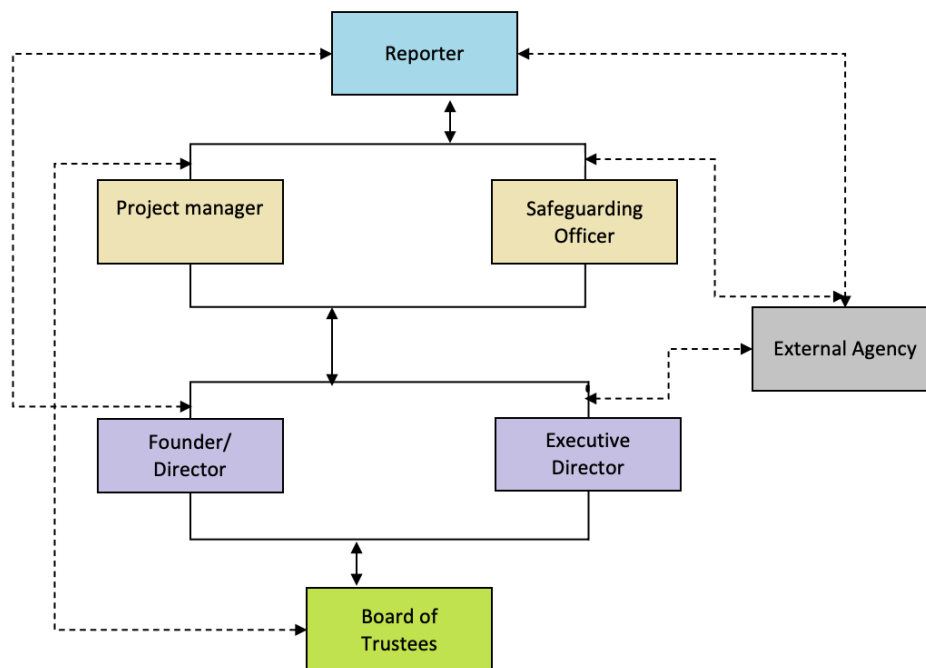 Reporter
Project manager
Safeguarding
Officer
External Agency
Founder/
Director
Executive
Director
Board of
Trustees